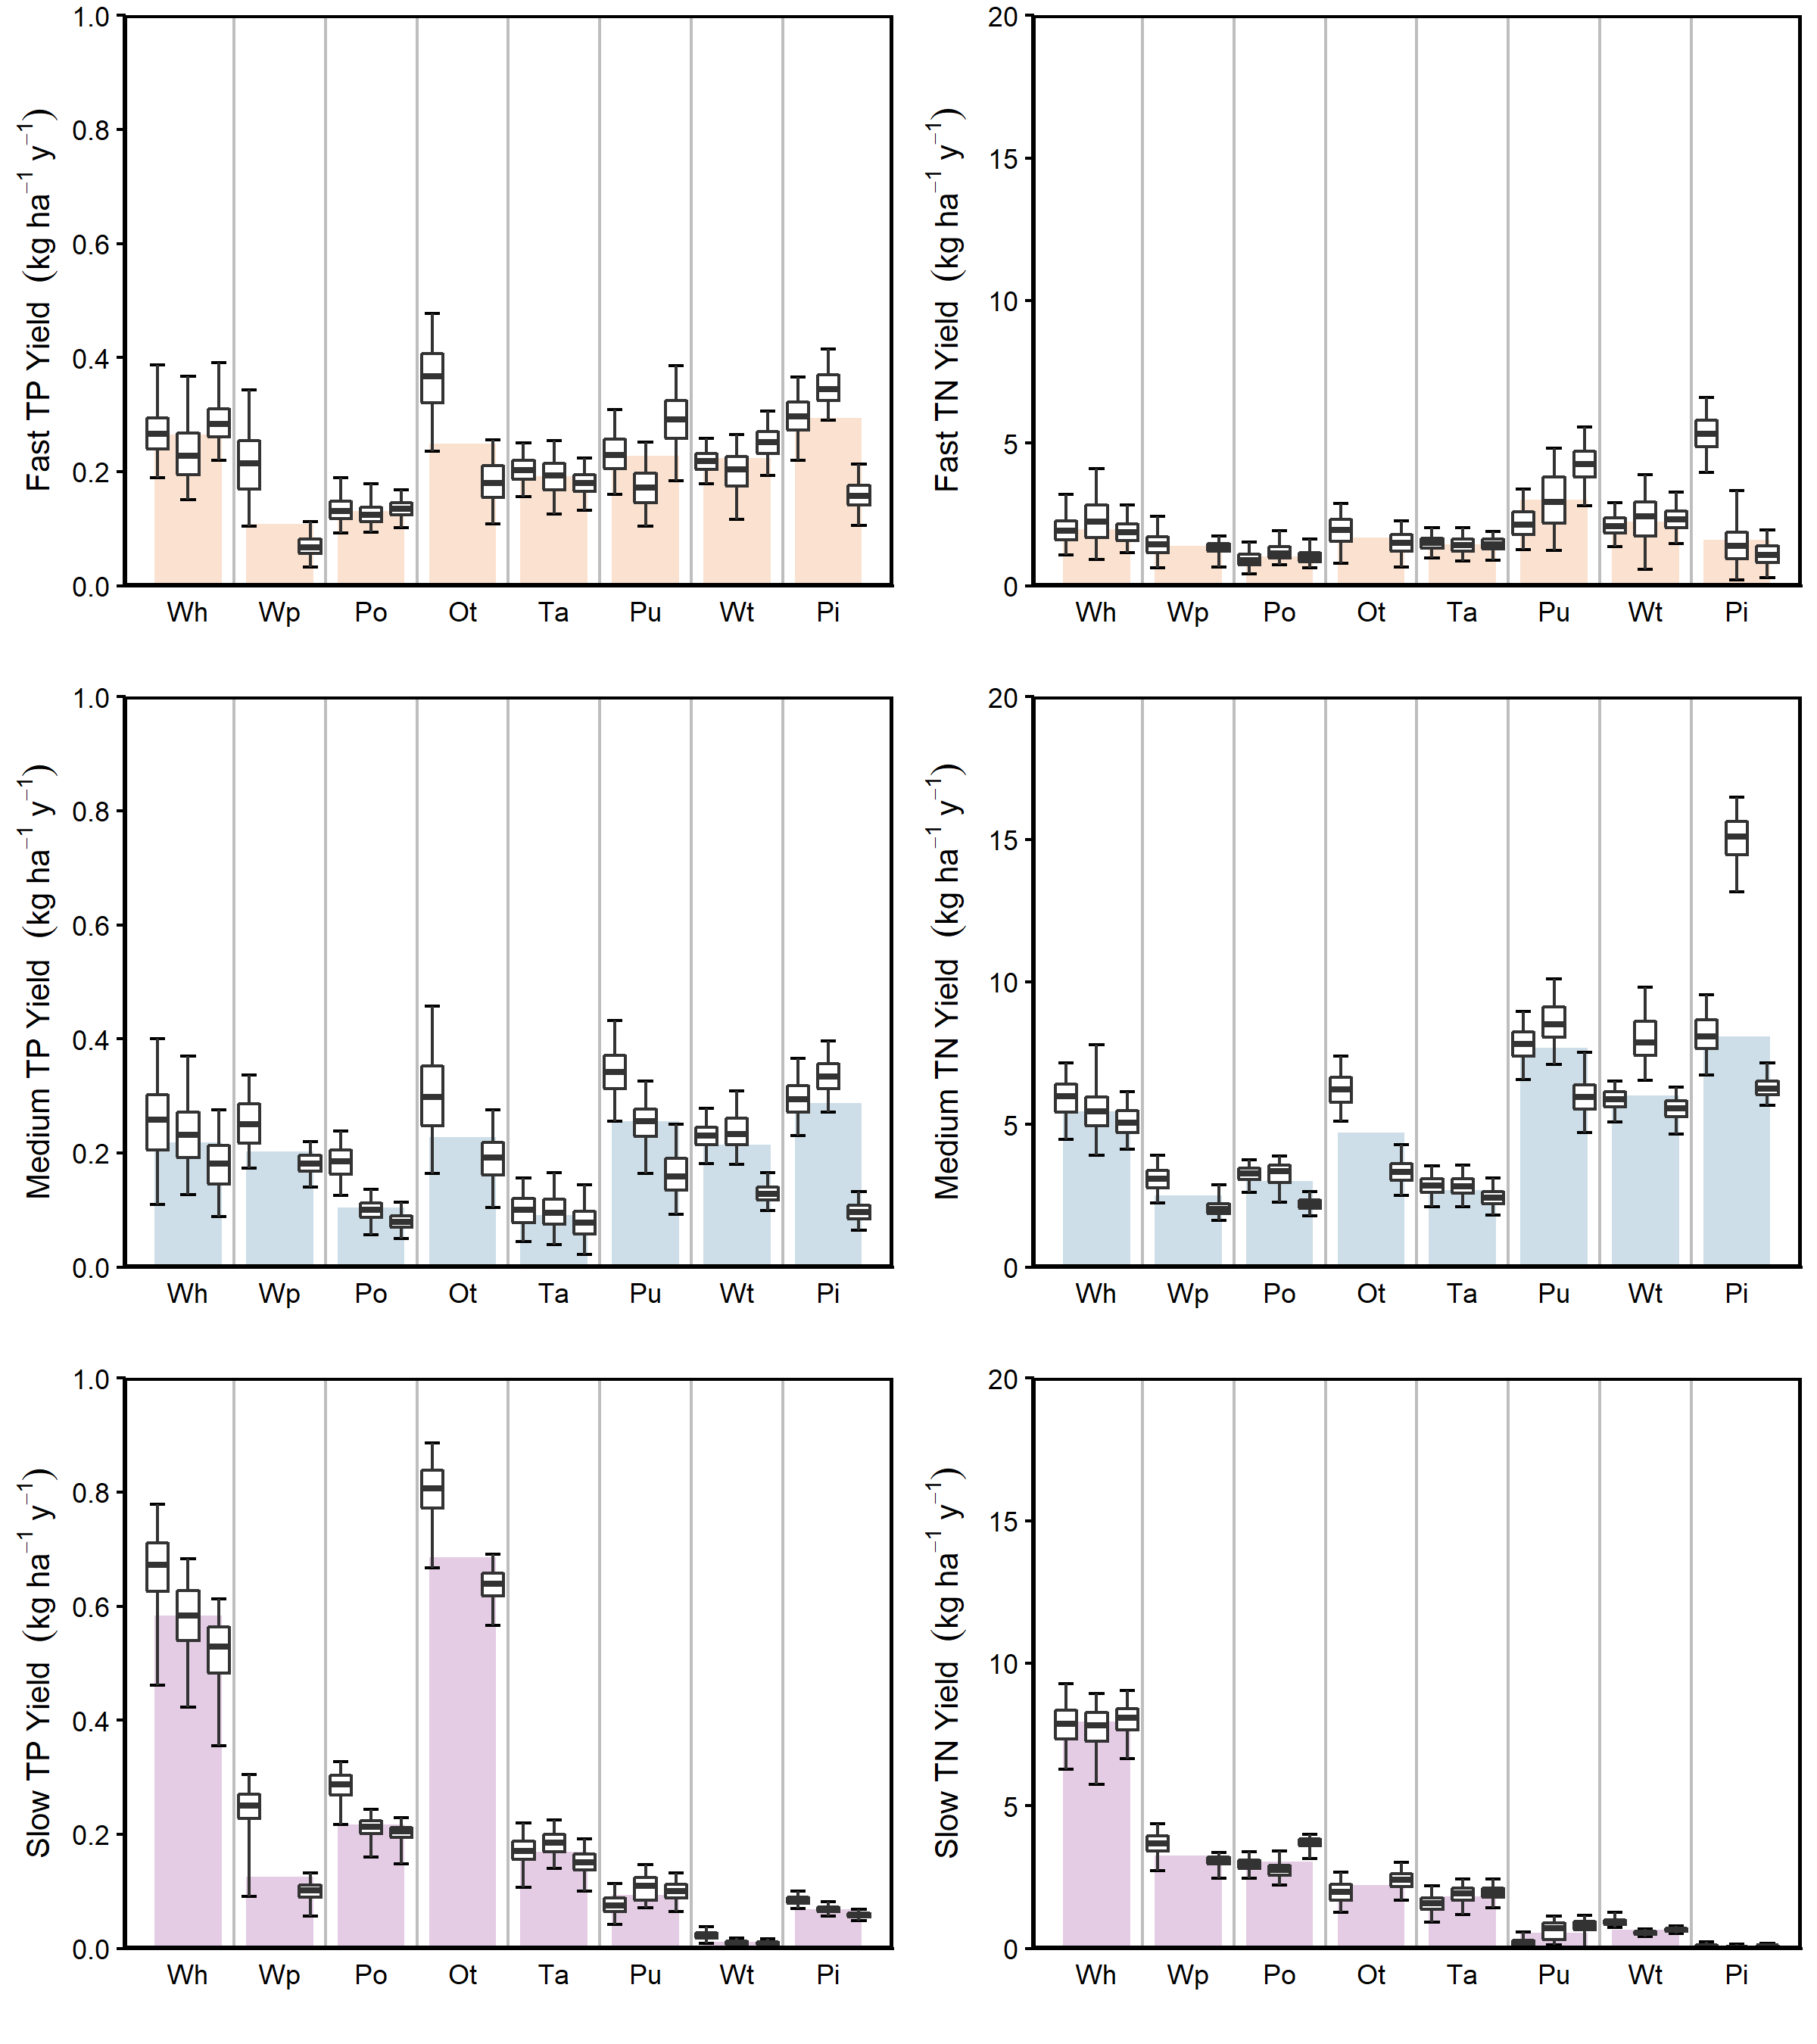 Fast TP Yield (kg ha⁻¹ y⁻¹)
1.0
0.8
0.6
0.4
0.2
0.0
Wh Wp Po Ot Ta Pu Wt Pi
Fast TN Yield (kg ha⁻¹ y⁻¹)
20
15
10
5
0
Wh Wp Po Ot Ta Pu Wt Pi
Medium TP Yield (kg ha⁻¹ y⁻¹)
1.0
0.8
0.6
0.4
0.2
0.0
Wh Wp Po Ot Ta Pu Wt Pi
Medium TN Yield (kg ha⁻¹ y⁻¹)
20
15
10
5
0
Wh Wp Po Ot Ta Pu Wt Pi
Slow TP Yield (kg ha⁻¹ y⁻¹)
1.0
0.8
0.6
0.4
0.2
0.0
Wh Wp Po Ot Ta Pu Wt Pi
Slow TN Yield (kg ha⁻¹ y⁻¹)
20
15
10
5
0
Wh Wp Po Ot Ta Pu Wt Pi